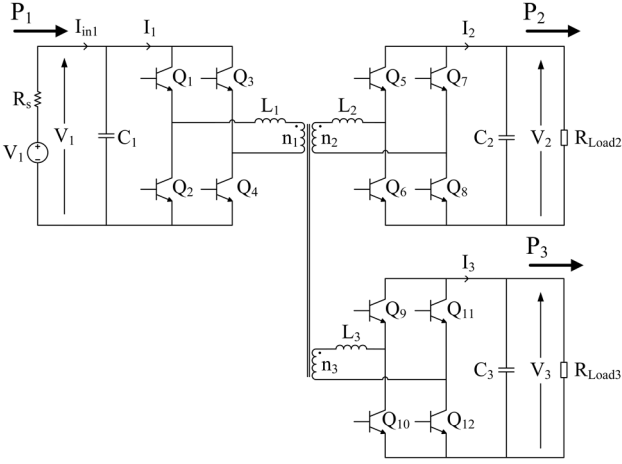 P1 P2
Iin1 I1 I2
Q1 Q3 Q5 Q7
Rs L1 L2
V1 V1 C1 n1 n2 C2 V2 RLoad2
Q2 Q4 Q6 Q8
P3
I3
Q9 Q11
L3
n3 C3 V3 RLoad3
Q10 Q12